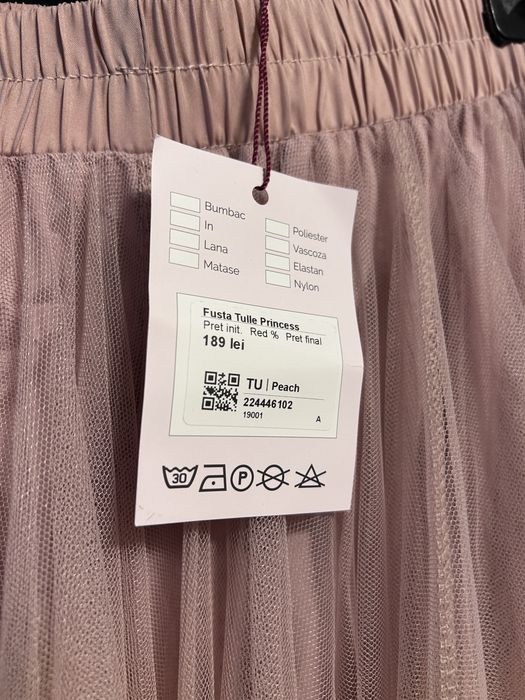 Bumbac
In
Lana
Matase
Poliester
Vascoza
Elastan
Nylon
Fusta Tulle Princess
Pret init. Red % Pret final
189 lei
TU | Peach
224446102
19001 A
30 P